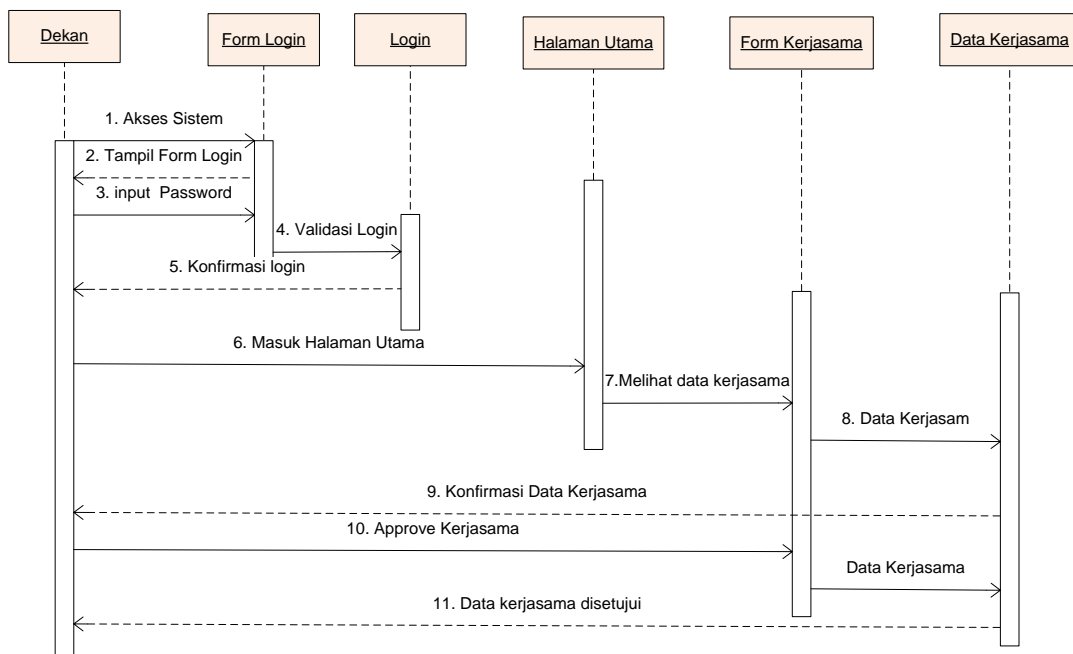 Dekan
Form Login
Login
Halaman Utama
Form Kerjasama
Data Kerjasama
1. Akses Sistem
2. Tampil Form Login
3. input Password
4. Validasi Login
5. Konfirmasi login
6. Masuk Halaman Utama
7.Melihat data kerjasama
8. Data Kerjasam
9. Konfirmasi Data Kerjasama
10. Approve Kerjasama
Data Kerjasama
11. Data kerjasama disetujui